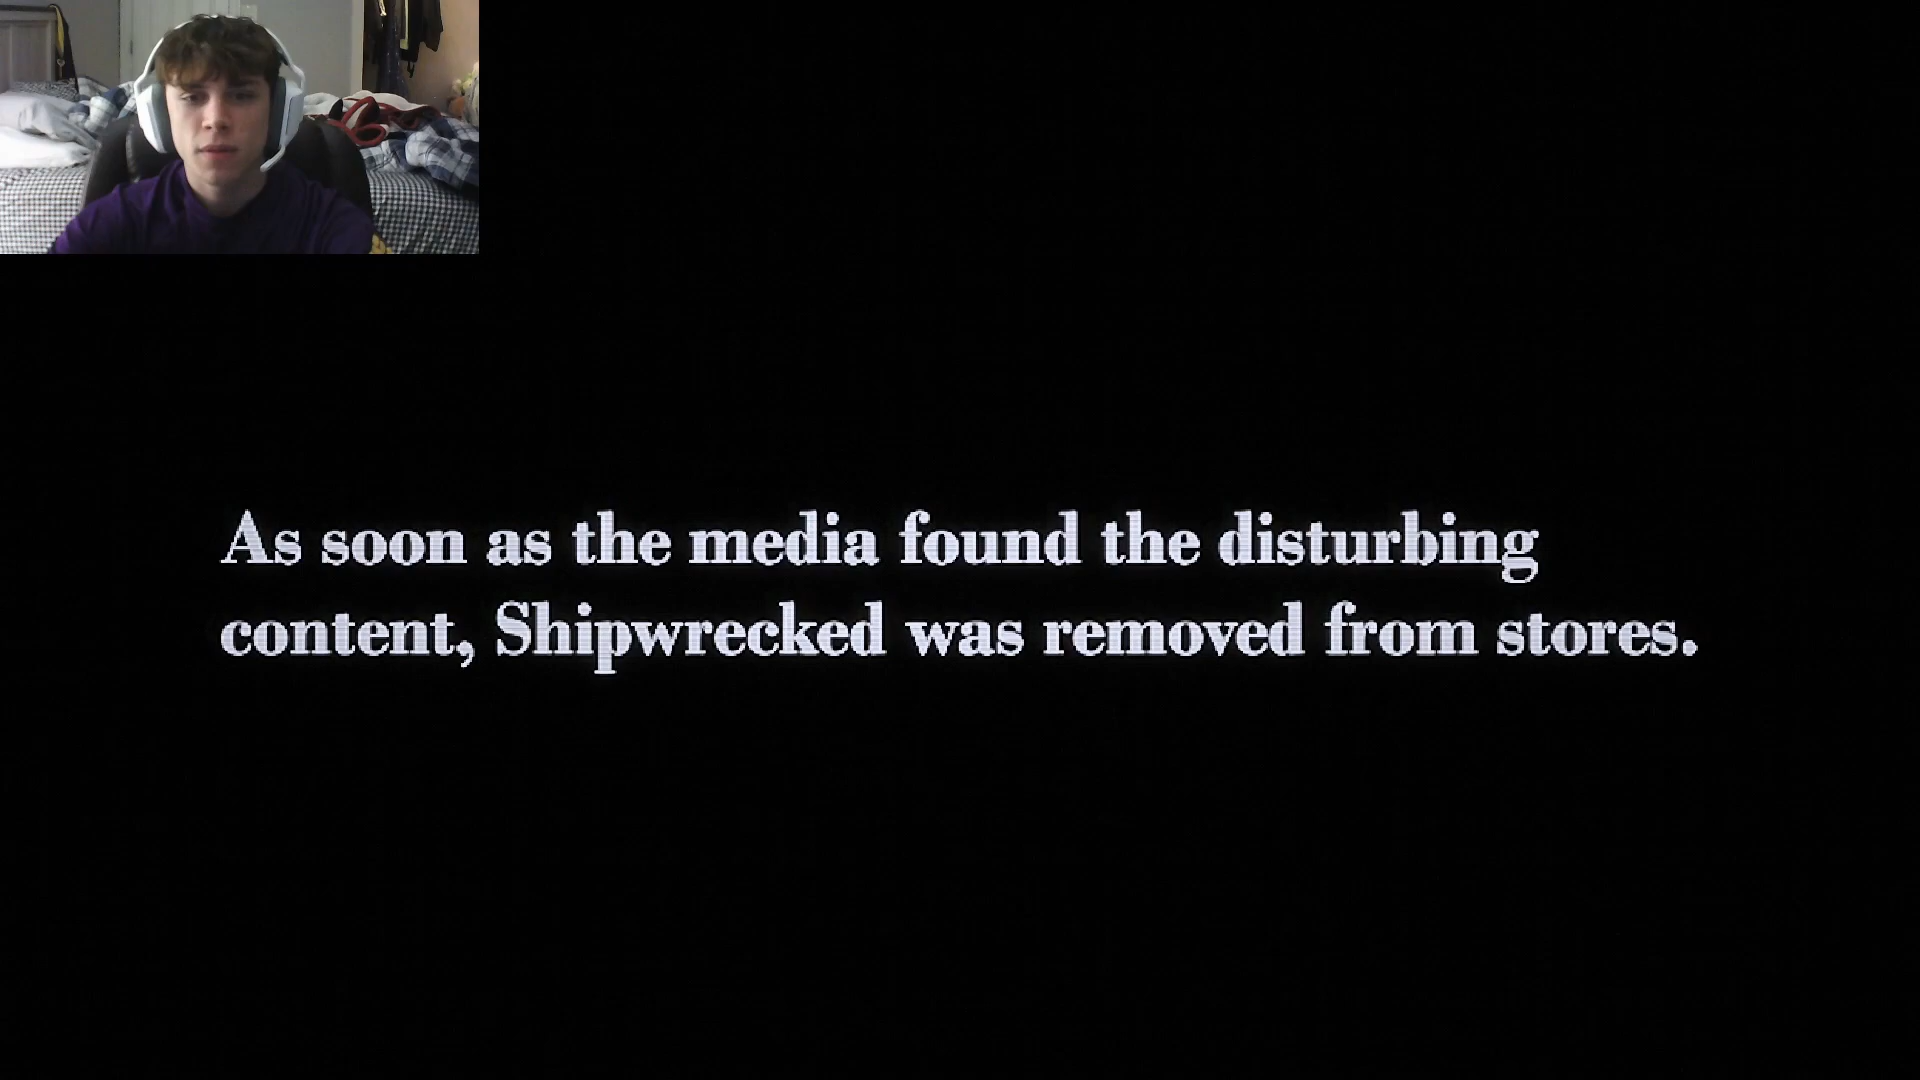 As soon as the media found the disturbing
content, Shipwrecked was removed from stores.